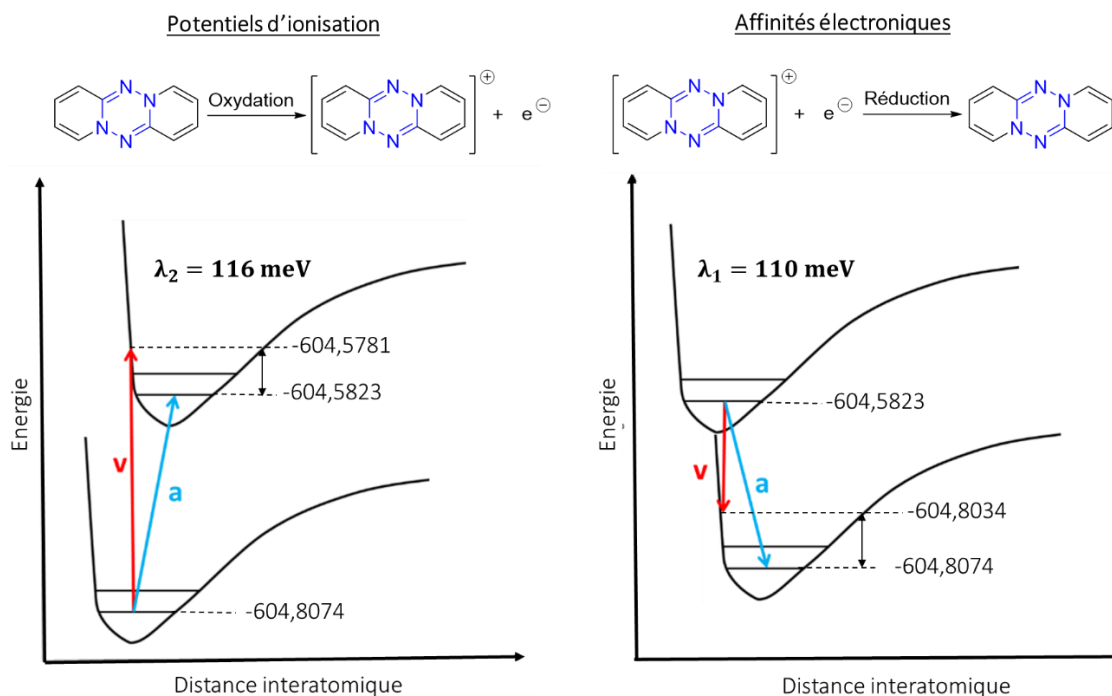 Potentiels d'ionisation
Affinités électroniques
N
N
N
N
Oxydation
N
N
N
N
⊕
+ e⊖
N
N
N
N
⊕
+ e⊖
Réduction
N
N
N
N
Energie
λ₂ = 116 meV
-604,5781
-604,5823
v
a
-604,8074
Distance interatomique
Energie
λ₁ = 110 meV
-604,5823
v
a
-604,8034
-604,8074
Distance interatomique